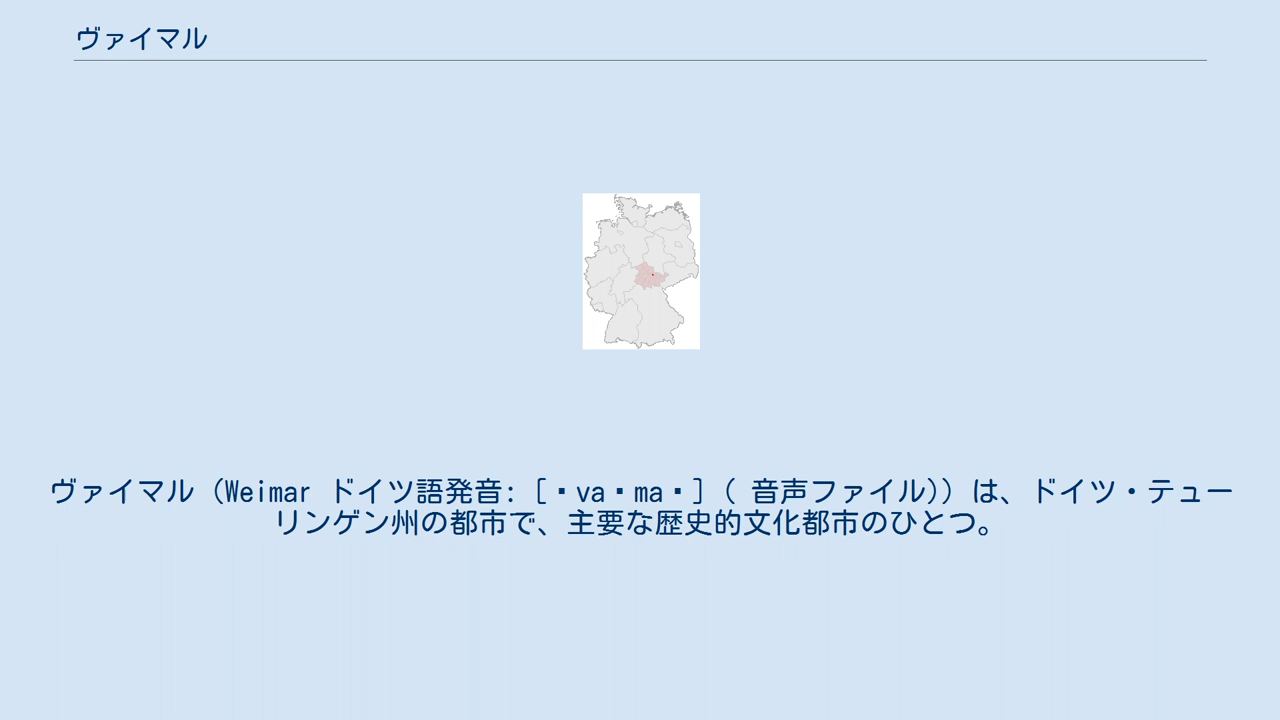 ヴァイマル
ヴァイマル（Weimar ドイツ語発音: [▪va▪ma▪]（ 音声ファイル））は、ドイツ・テュー
リンゲン州の都市で、主要な歴史的文化都市のひとつ。